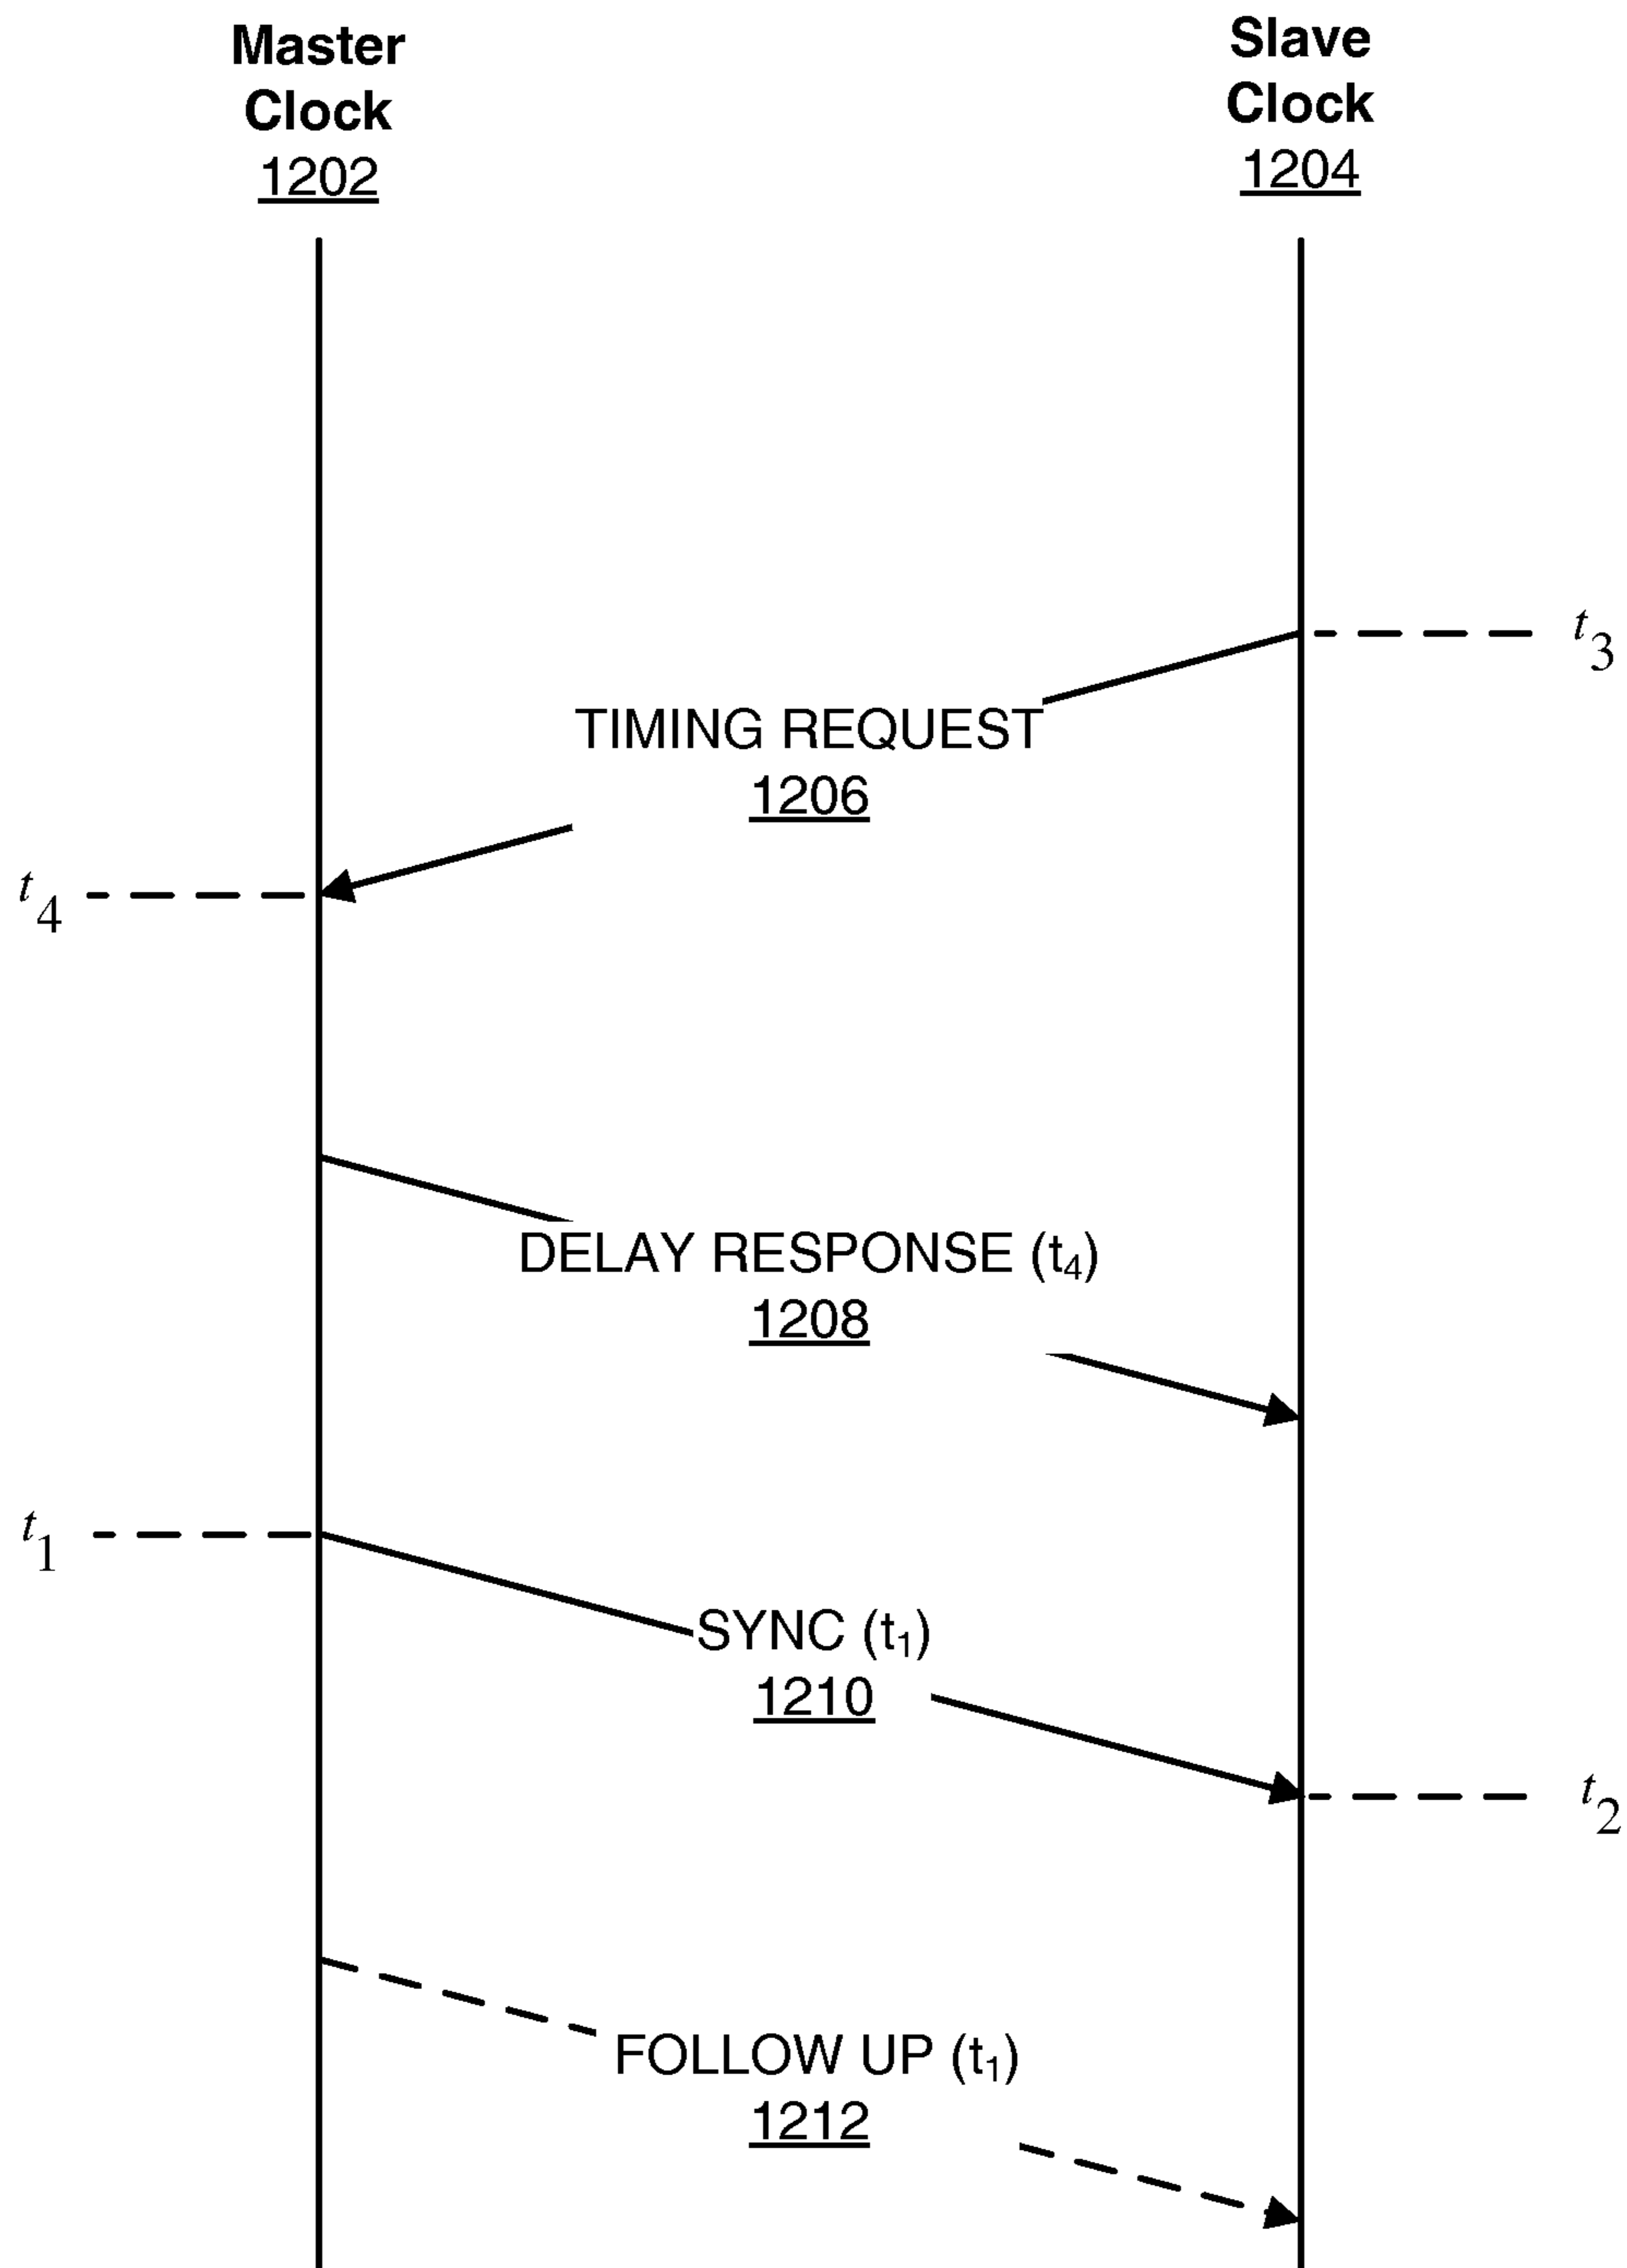 Master
Clock
1202
Slave
Clock
1204
t3
TIMING REQUEST
1206
t4
DELAY RESPONSE (t4)
1208
t1
SYNC (t1)
1210
t2
FOLLOW UP (t1)
1212